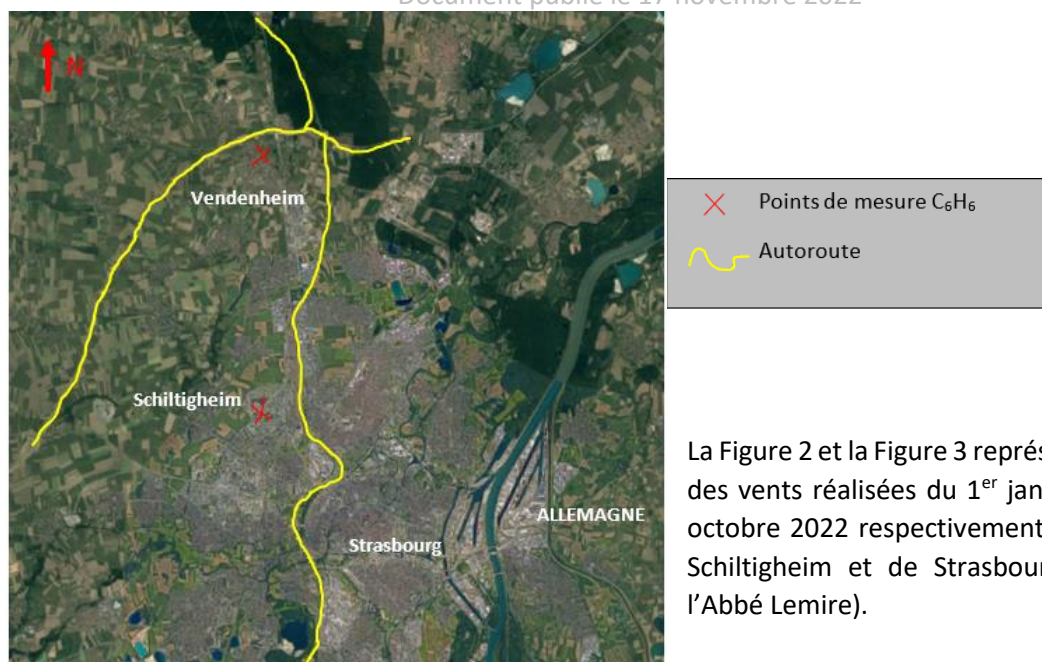 Document publié le 17 novembre 2022
N
Vendenheim
Schiltigheim
Strasbourg
ALLEMAGNE
Points de mesure C₆H₆
Autoroute
La Figure 2 et la Figure 3 représ
des vents réalisées du 1er jan
octobre 2022 respectivement
Schiltigheim et de Strasbour
l’Abbé Lemire).